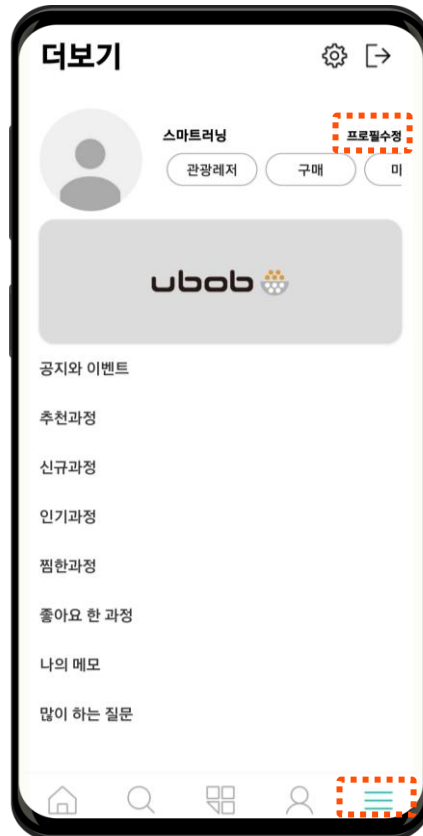 더보기
스마트러닝 프로필수정
관광레저 구매 미
ubob
공지와 이벤트
추천과정
신규과정
인기과정
찜한과정
좋아요 한 과정
나의 메모
많이 하는 질문